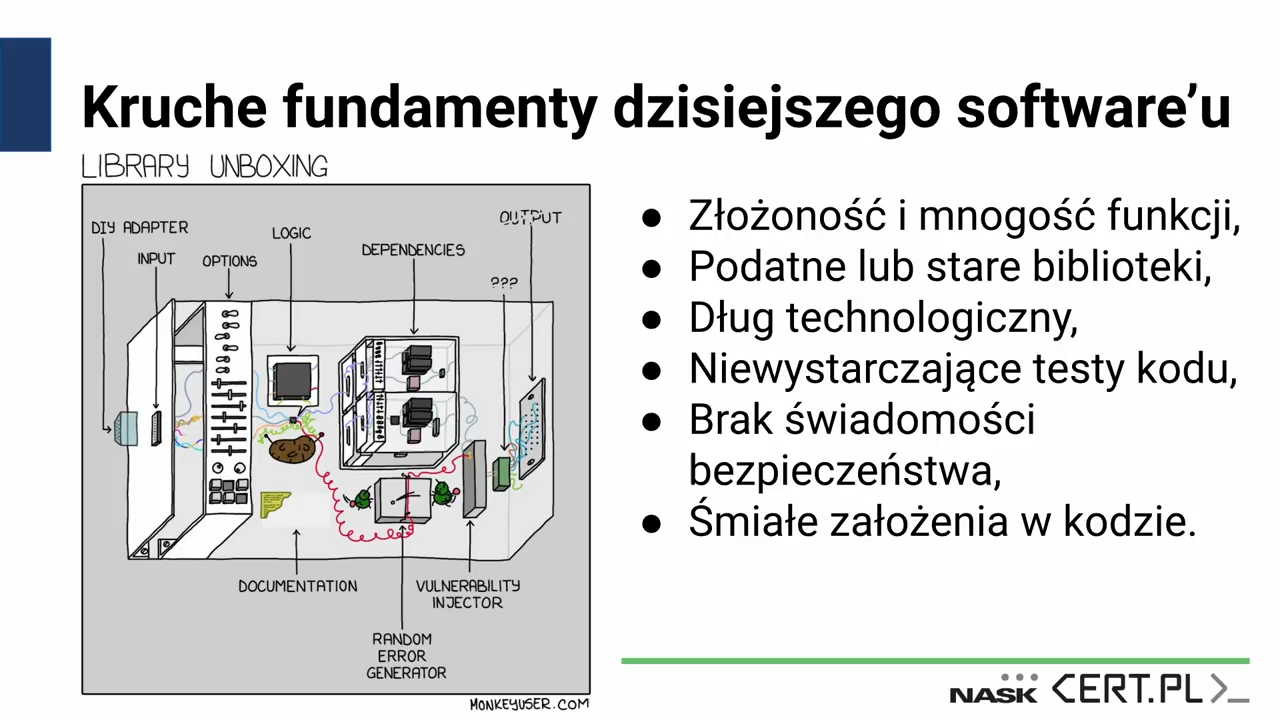 Kruche fundamenty dzisiejszego software’u
LIBRARY UNBOXING
DIY ADAPTER
INPUT
OPTIONS
LOGIC
DEPENDENCIES
OUTPUT
???
DOCUMENTATION
VULNERABILITY
INJECTOR
RANDOM
ERROR
GENERATOR
MONKEYUSER.COM
● Złożoność i mnogość funkcji,
● Podatne lub stare biblioteki,
● Dług technologiczny,
● Niewystarczające testy kodu,
● Brak świadomości
bezpieczeństwa,
● Śmiałe założenia w kodzie.
NASK CERT.PL>_